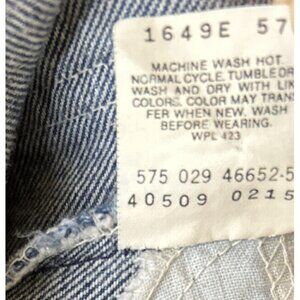 1649E 570
MACHINE WASH HOT
NORMAL CYCLE. TUMBLE DR
WASH AND DRY WITH LIK
COLORS. COLOR MAY TRANS
FER WHEN NEW. WASH
BEFORE WEARING.
WPL 423
575 029 46652-5
40509 0215